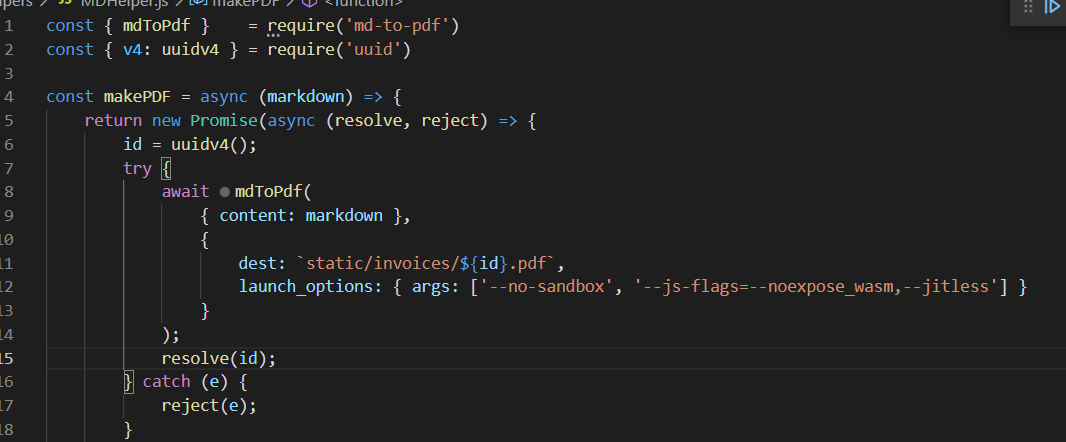 pers / JS MDHelper.js / makePDF / <function>
1 const { mdToPdf }    = require('md-to-pdf')
2 const { v4: uuidv4 } = require('uuid')
3
4 const makePDF = async (markdown) => {
5     return new Promise(async (resolve, reject) => {
6         id = uuidv4();
7         try {
8             await mdToPdf(
9                 { content: markdown },
10                 {
11                     dest: `static/invoices/${id}.pdf`,
12                     launch_options: { args: ['--no-sandbox', '--js-flags=--noexpose_wasm,--jitless'] }
13                 }
14             );
15             resolve(id);
16         } catch (e) {
17             reject(e);
18         }